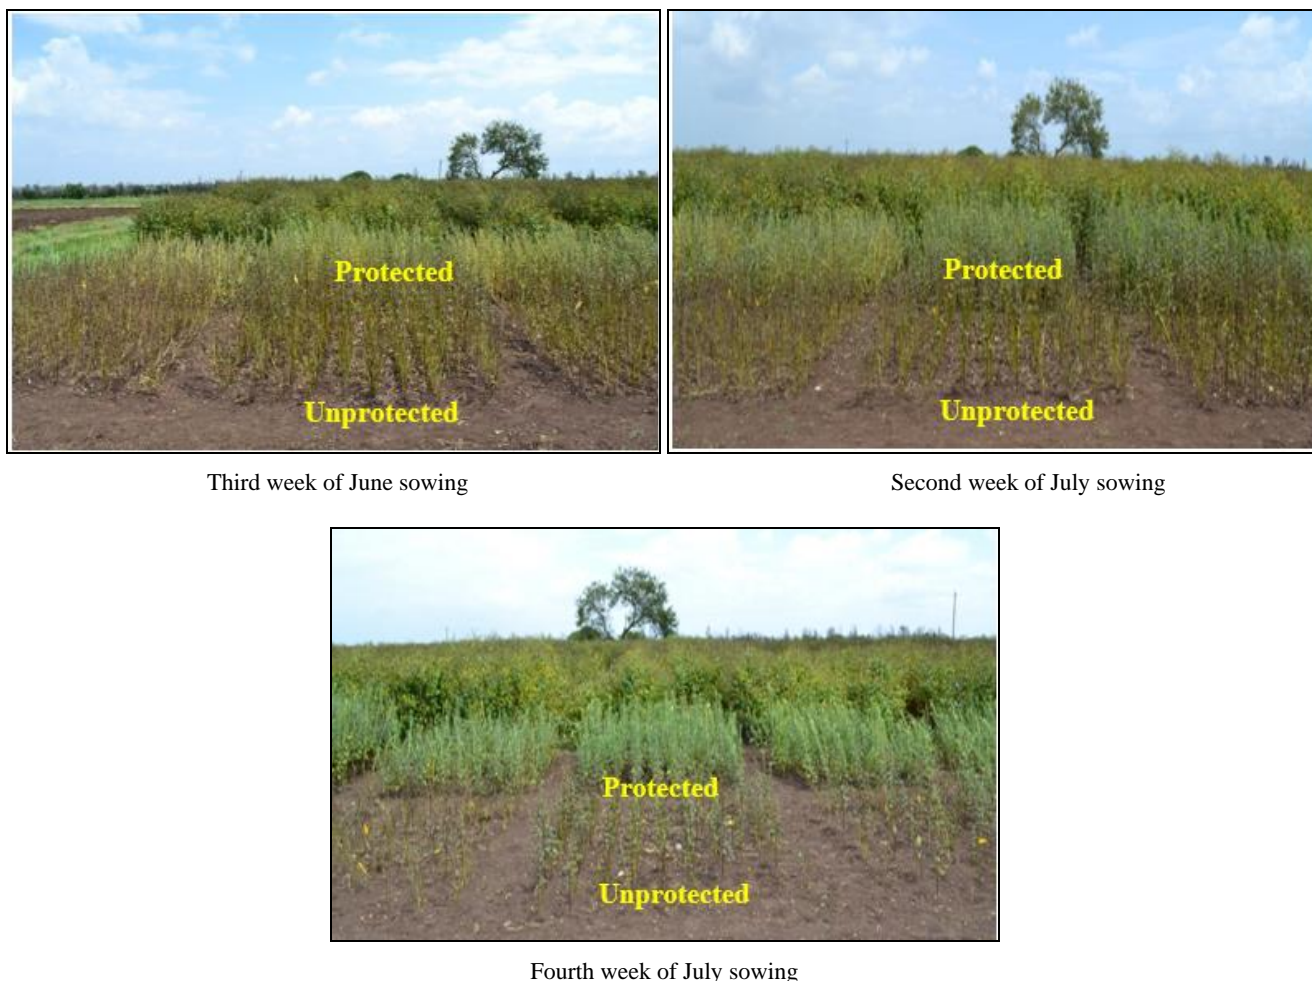 Protected
Unprotected
Third week of June sowing
Protected
Unprotected
Second week of July sowing
Protected
Unprotected
Fourth week of July sowing